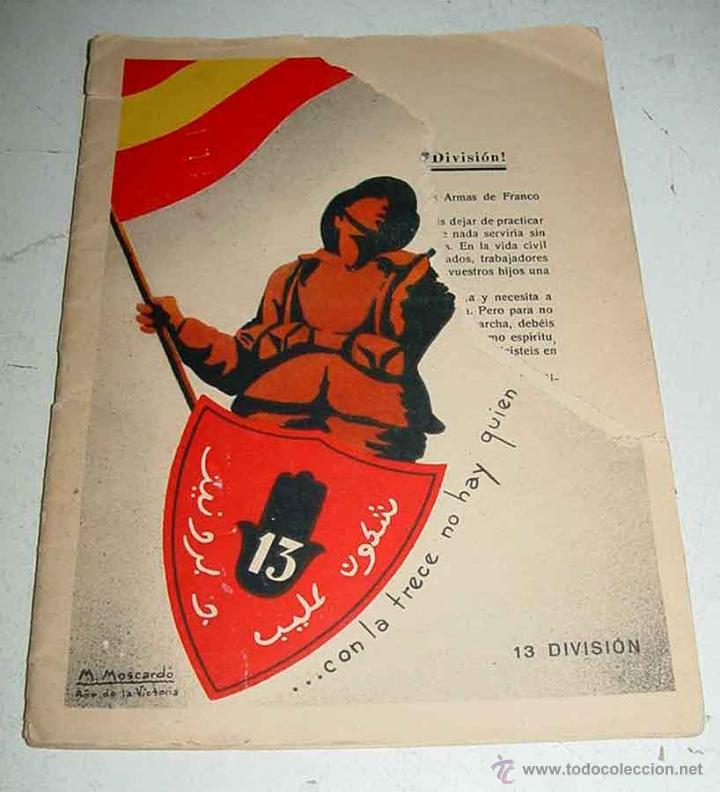 División!
s Armas de Franco
is dejar de practicar
e nada serviría sin
a. En la vida civil
ados, trabajadores
vuestros hijos una
a y necesita a
a. Pero para no
archa, debéis
mo espíritu,
isteis en
li-
شكون
13
...con la trece no hay quien
13 DIVISIÓN
M. Moscardó
Año de la Victoria
www.todocoleccion.net